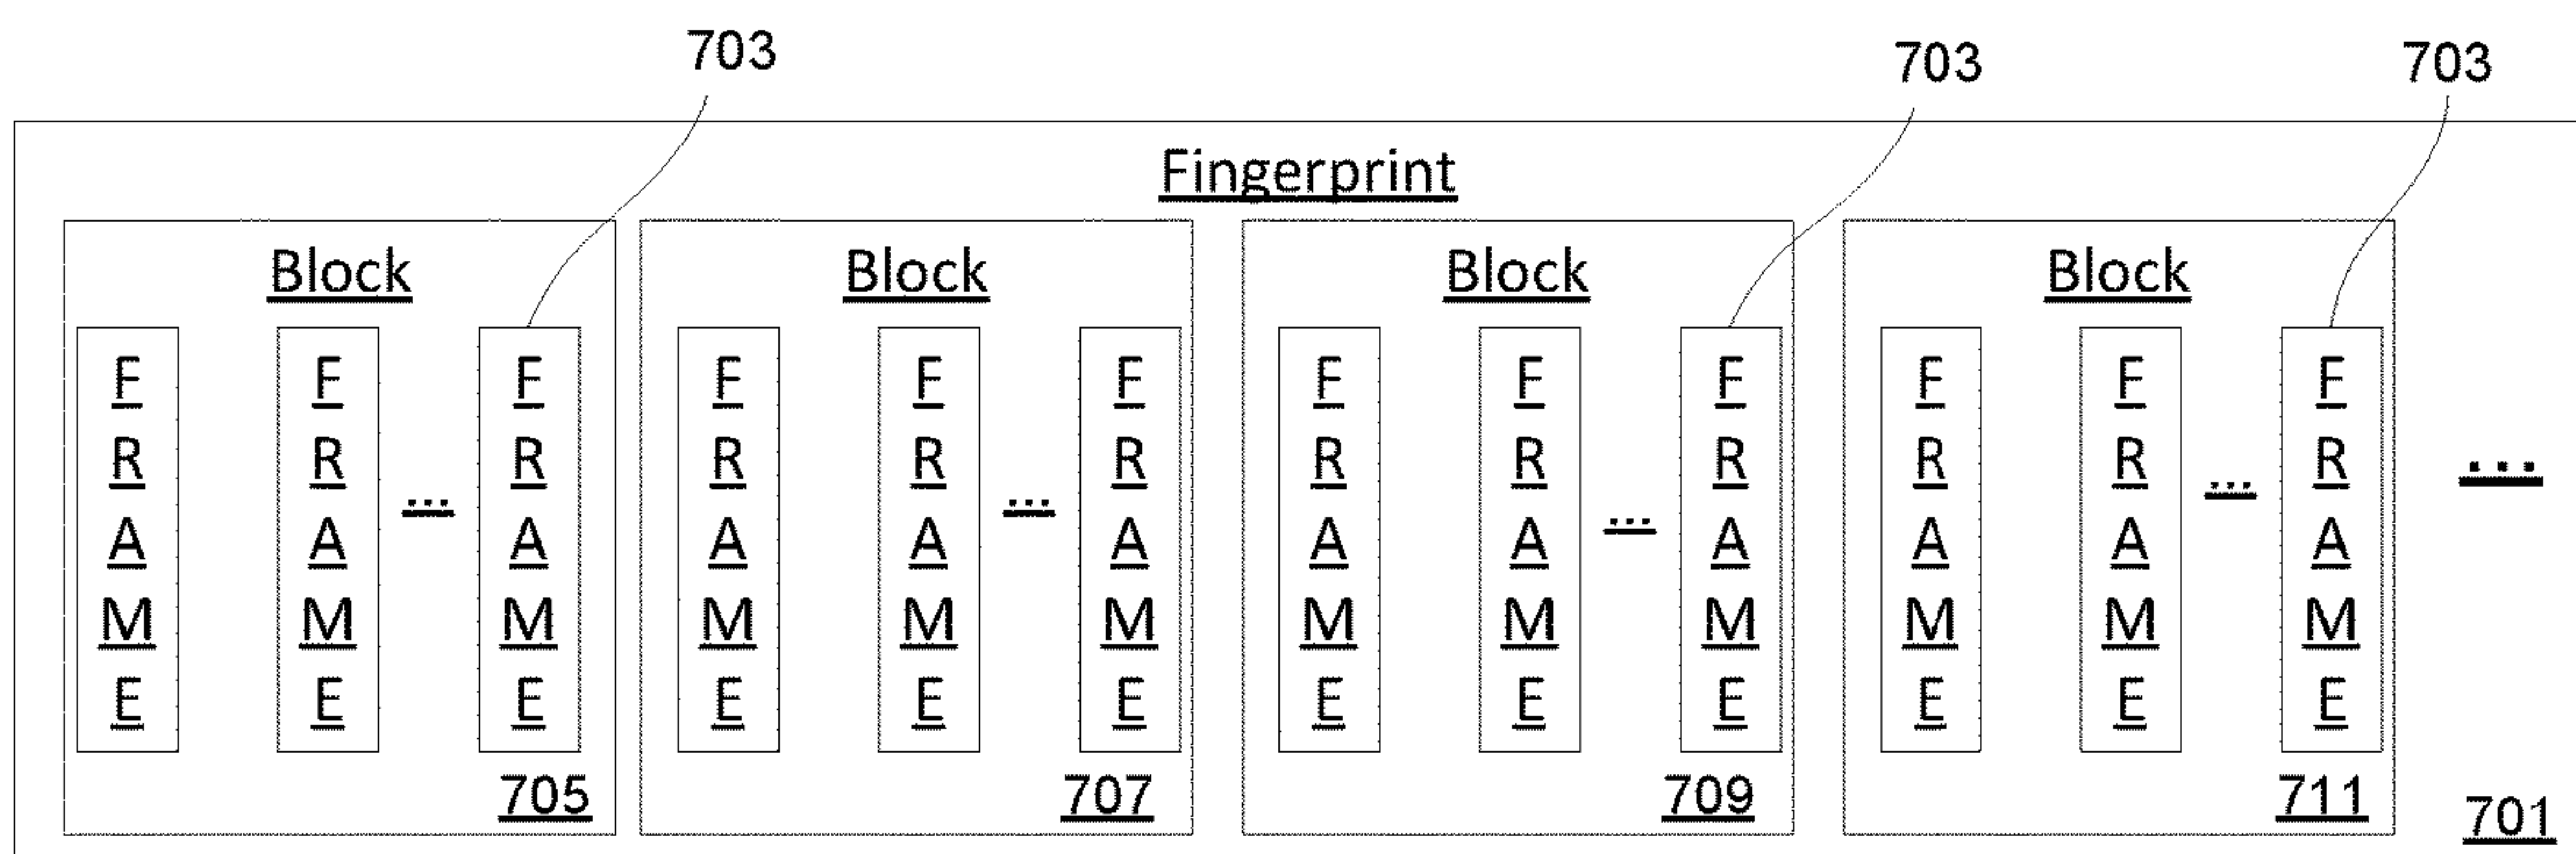 703 703 703
Fingerprint
Block Block Block Block
F F F F F F F F F F F F
R R R R R R R R R R R R ...
... ... ... ...
A A A A A A A A A A A A
M M M M M M M M M M M M
E E E E E E E E E E E E
705 707 709 711
701